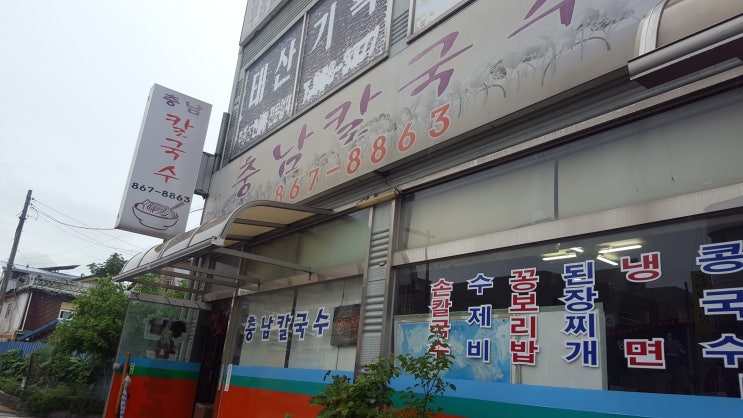 대산기
충남칼국수
867-8863
충남
칼국수
867-8863
충남칼국수
손칼국수
수제비
꽁보리밥
된장찌개
냉면
콩국수